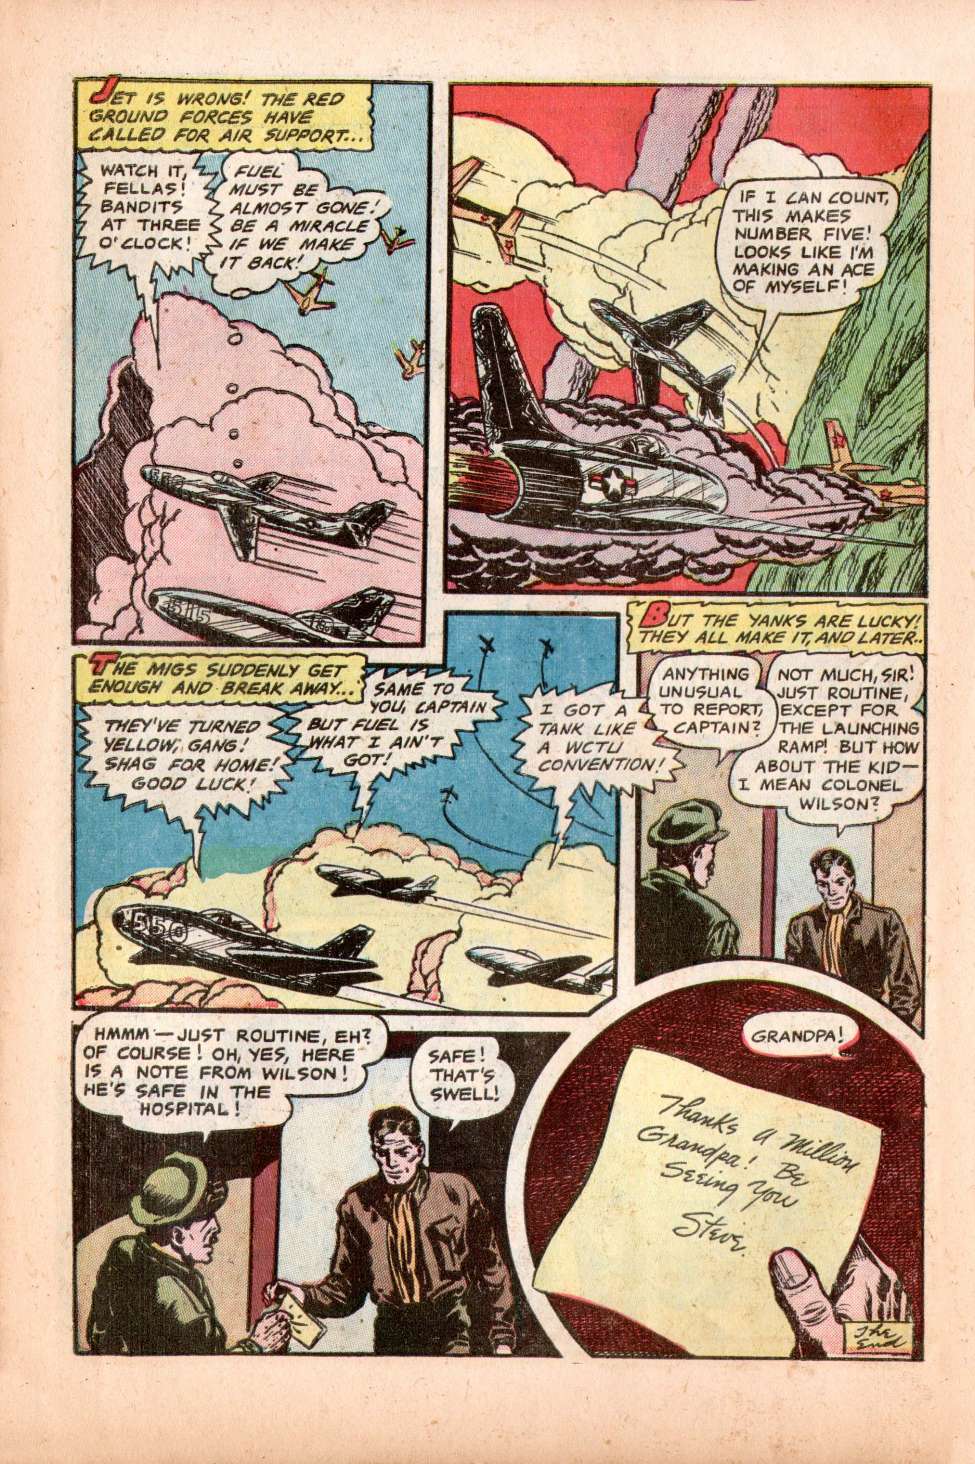 JET IS WRONG! THE RED
GROUND FORCES HAVE
CALLED FOR AIR SUPPORT...
WATCH IT,
FELLAS!
BANDITS
AT THREE
O'CLOCK!
FUEL
MUST BE
ALMOST GONE!
BE A MIRACLE
IF WE MAKE
IT BACK!
550
515
IF I CAN COUNT,
THIS MAKES
NUMBER FIVE!
LOOKS LIKE I'M
MAKING AN ACE
OF MYSELF!
THE MIGS SUDDENLY GET
ENOUGH AND BREAK AWAY...
THEY'VE TURNED
YELLOW, GANG!
SHAG FOR HOME!
GOOD LUCK!
SAME TO
YOU, CAPTAIN
BUT FUEL IS
WHAT I AIN'T
GOT!
I GOT A
TANK LIKE
A WCTU
CONVENTION!
550
BUT THE YANKS ARE LUCKY!
THEY ALL MAKE IT, AND LATER..
ANYTHING
UNUSUAL
TO REPORT,
CAPTAIN?
NOT MUCH, SIR!
JUST ROUTINE,
EXCEPT FOR
THE LAUNCHING
RAMP! BUT HOW
ABOUT THE KID—
I MEAN COLONEL
WILSON?
HMMM — JUST ROUTINE, EH?
OF COURSE! OH, YES, HERE
IS A NOTE FROM WILSON!
HE'S SAFE IN THE
HOSPITAL!
SAFE!
THAT'S
SWELL!
GRANDPA!
Thanks A Million
Grandpa! Be
Seeing You
Steve.
The
End